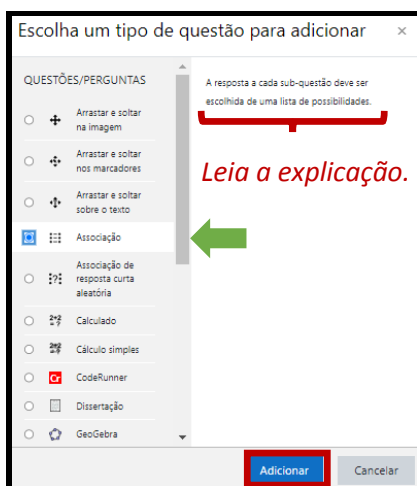 Escolha um tipo de questão para adicionar ×
QUESTÕES/PERGUNTAS
Arrastar e soltar
na imagem
Arrastar e soltar
nos marcadores
Arrastar e soltar
sobre o texto
Associação
Associação de
resposta curta
aleatória
Calculado
Cálculo simples
Cr CodeRunner
Dissertação
GeoGebra
A resposta a cada sub-questão deve ser
escolhida de uma lista de possibilidades.
Leia a explicação.
Adicionar
Cancelar